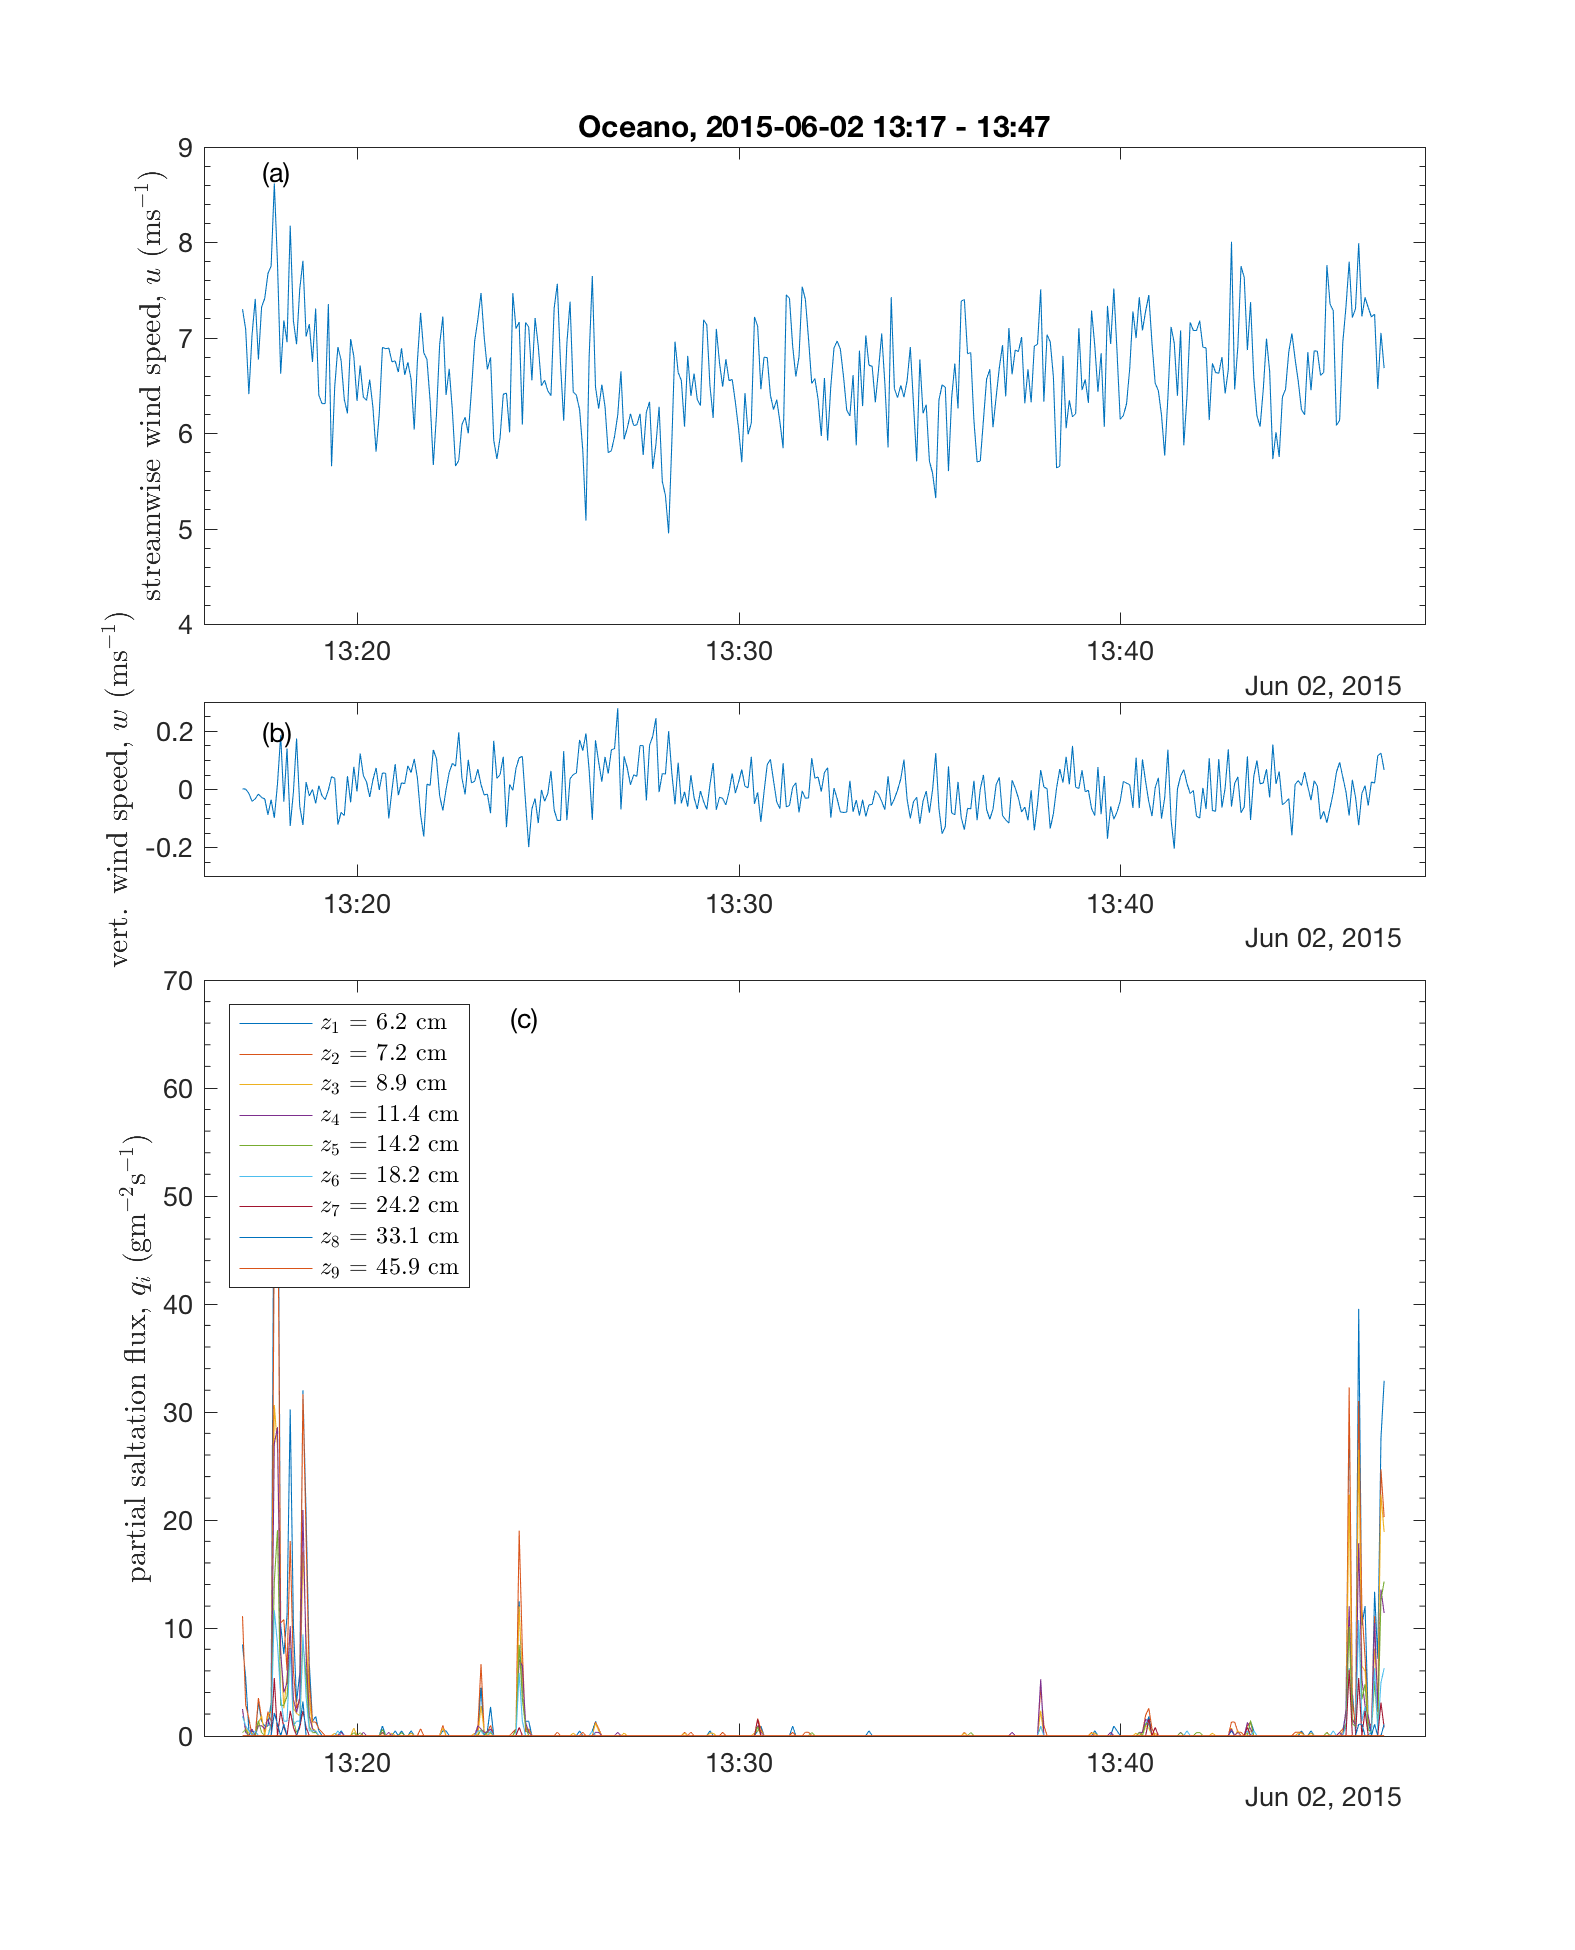 Oceano, 2015-06-02 13:17 - 13:47
(a)
streamwise wind speed, u (ms⁻¹)
9
8
7
6
5
4
13:20 13:30 13:40
Jun 02, 2015
(b)
vert. wind speed, w (ms⁻¹)
0.2
0
-0.2
13:20 13:30 13:40
Jun 02, 2015
(c)
partial saltation flux, qᵢ (gm⁻²s⁻¹)
70
60
50
40
30
20
10
0
z₁ = 6.2 cm
z₂ = 7.2 cm
z₃ = 8.9 cm
z₄ = 11.4 cm
z₅ = 14.2 cm
z₆ = 18.2 cm
z₇ = 24.2 cm
z₈ = 33.1 cm
z₉ = 45.9 cm
13:20 13:30 13:40
Jun 02, 2015